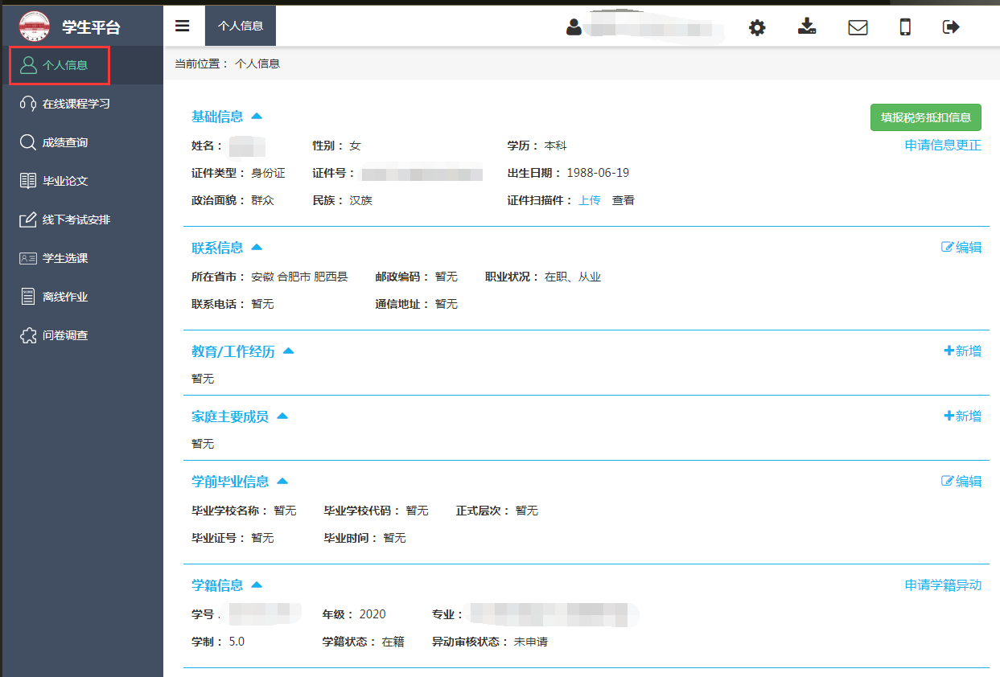 学生平台
个人信息
个人信息
在线课程学习
成绩查询
毕业论文
线下考试安排
学生选课
离线作业
问卷调查
当前位置： 个人信息
基础信息
填报税务抵扣信息
申请信息更正
姓名： 性别： 女 学历： 本科
证件类型： 身份证 证件号： 出生日期： 1988-06-19
政治面貌： 群众 民族： 汉族 证件扫描件： 上传 查看
联系信息 编辑
所在省市： 安徽 合肥市 肥西县 邮政编码： 暂无 职业状况： 在职、从业
联系电话： 暂无 通信地址： 暂无
教育/工作经历 新增
暂无
家庭主要成员 新增
暂无
学前毕业信息 编辑
毕业学校名称： 暂无 毕业学校代码： 暂无 正式层次： 暂无
毕业证号： 暂无 毕业时间： 暂无
学籍信息 申请学籍异动
学号 年级： 2020 专业：
学制： 5.0 学籍状态： 在籍 异动审核状态： 未申请